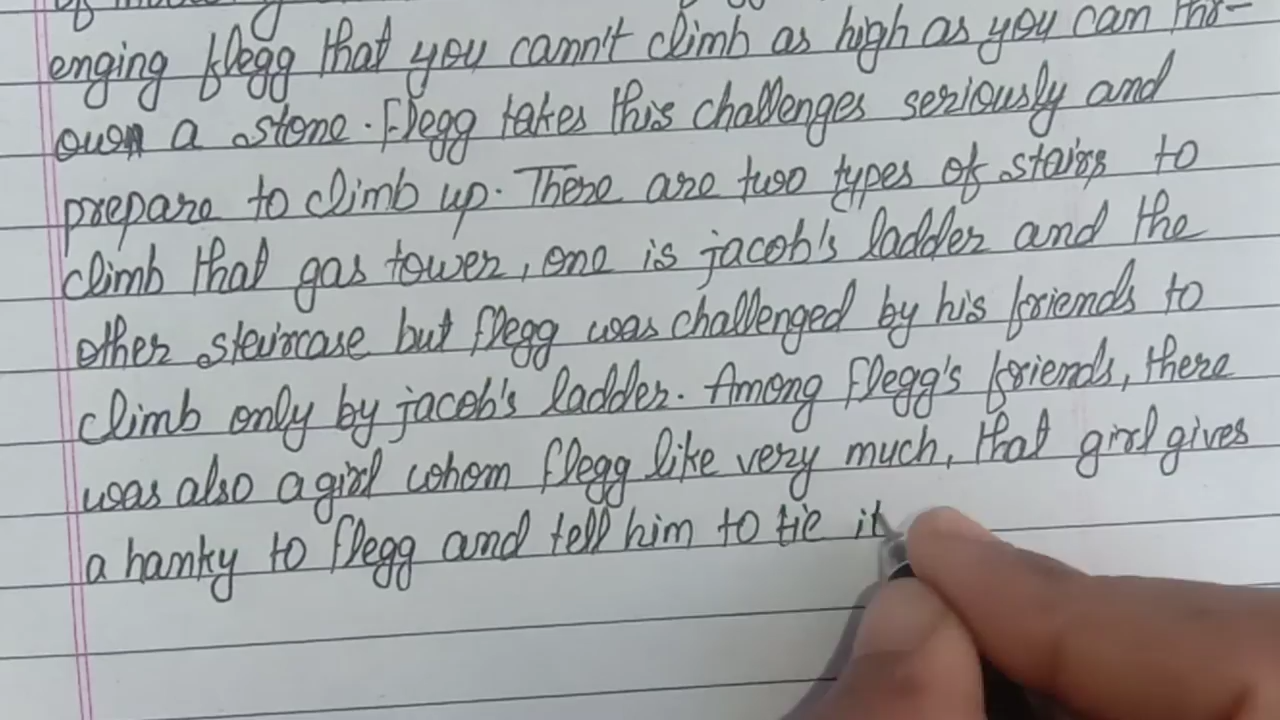 enging flegg that you cann't climb as high as you can thr-
own a stone. Flegg takes this challenges seriously and
prepare to climb up. There are two types of stairs to
climb that gas tower, one is jacob's ladder and the
other staircase but flegg was challenged by his friends to
climb only by jacob's ladder. Among Flegg's friends, there
was also a girl whom flegg like very much, that girl gives
a hanky to flegg and tell him to tie it